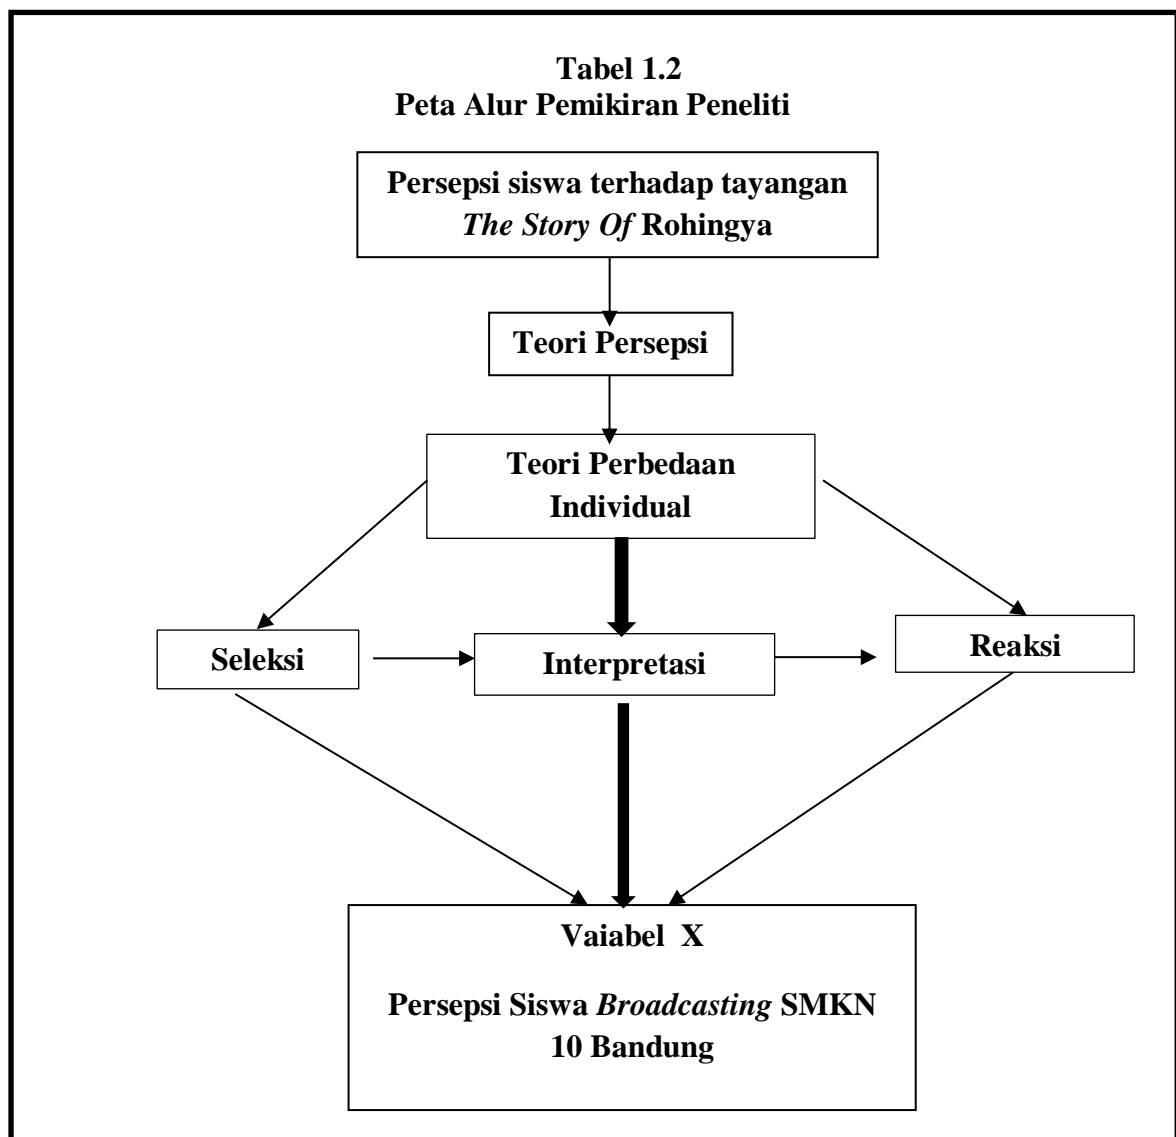 Tabel 1.2
Peta Alur Pemikiran Peneliti
Persepsi siswa terhadap tayangan
The Story Of Rohingya
Teori Persepsi
Teori Perbedaan
Individual
Seleksi
Interpretasi
Reaksi
Vaiabel X
Persepsi Siswa Broadcasting SMKN
10 Bandung